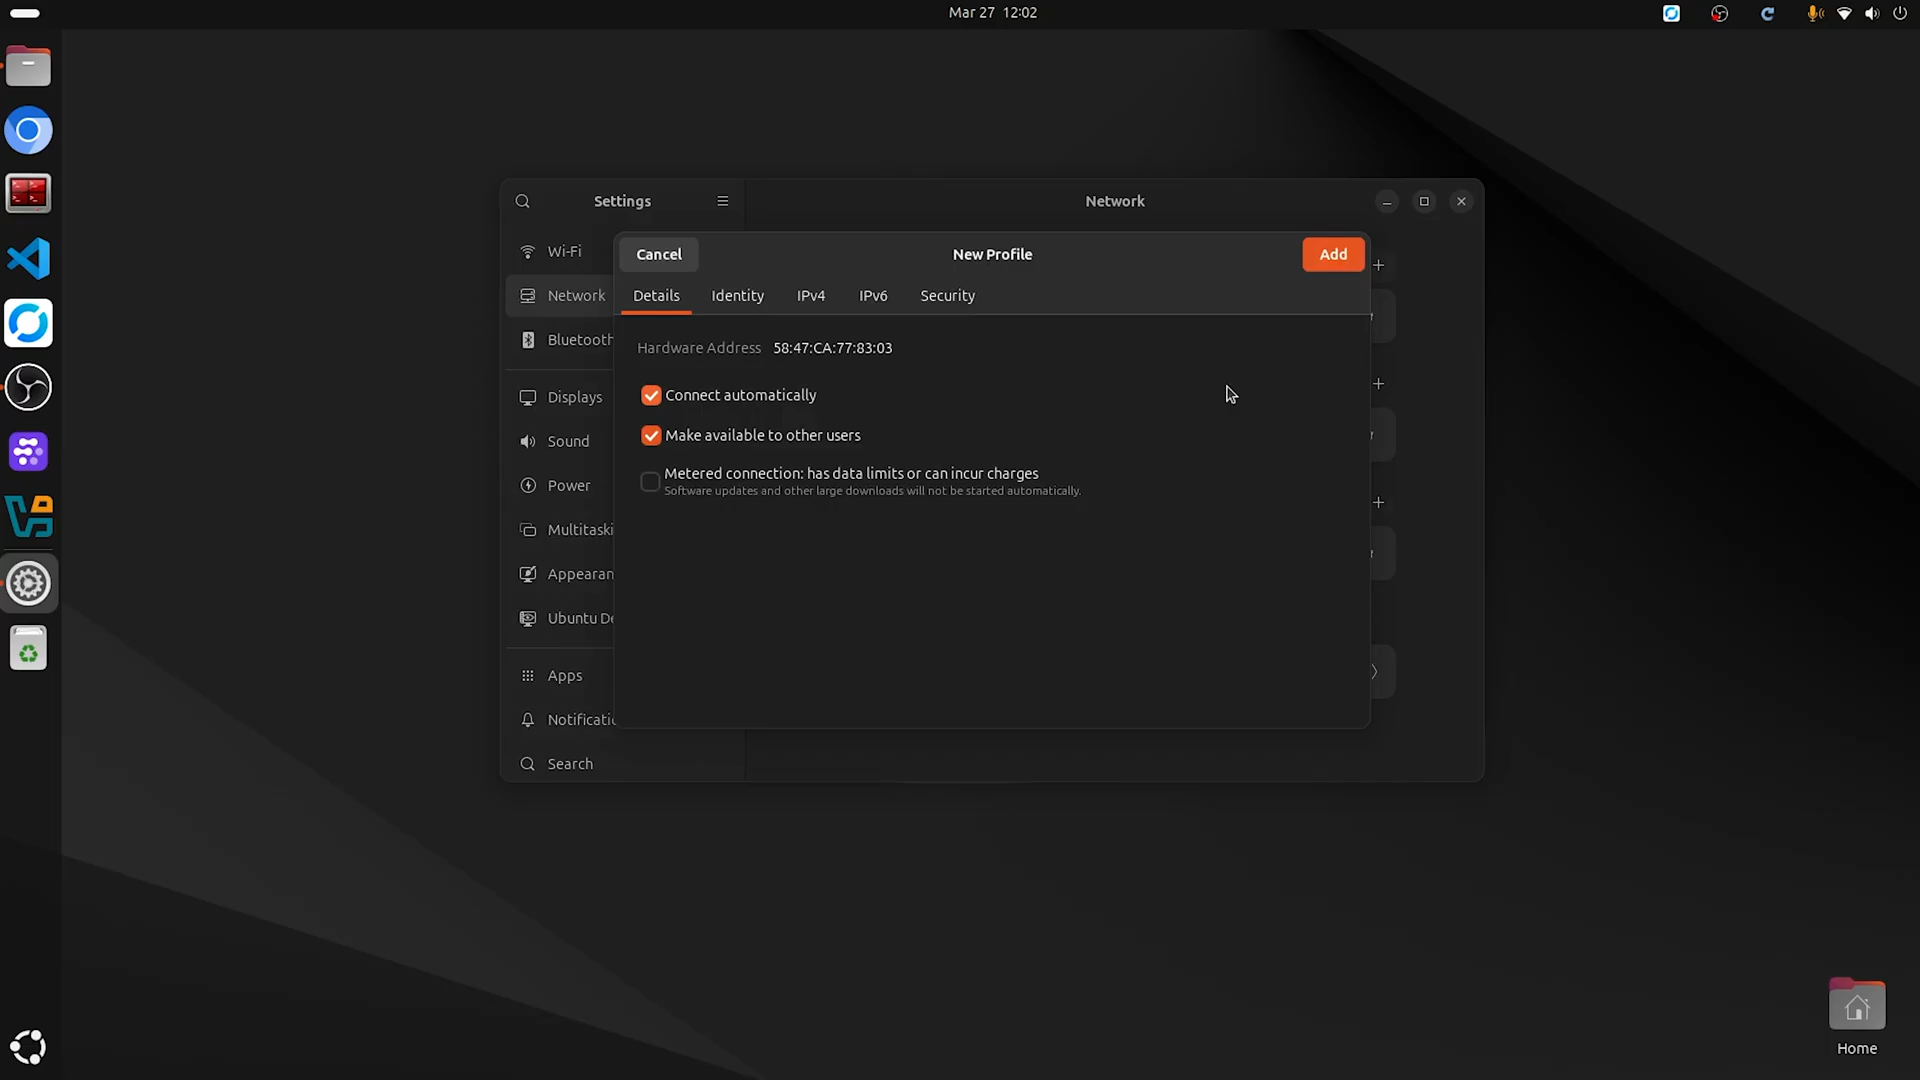 Mar 27 12:02
Settings
Network
Wi-Fi
Network
Bluetooth
Displays
Sound
Power
Multitaski
Appearan
Ubuntu De
Apps
Notificatio
Search
Cancel
New Profile
Add
Details
Identity
IPv4
IPv6
Security
Hardware Address 58:47:CA:77:83:03
Connect automatically
Make available to other users
Metered connection: has data limits or can incur charges
Software updates and other large downloads will not be started automatically.
Home